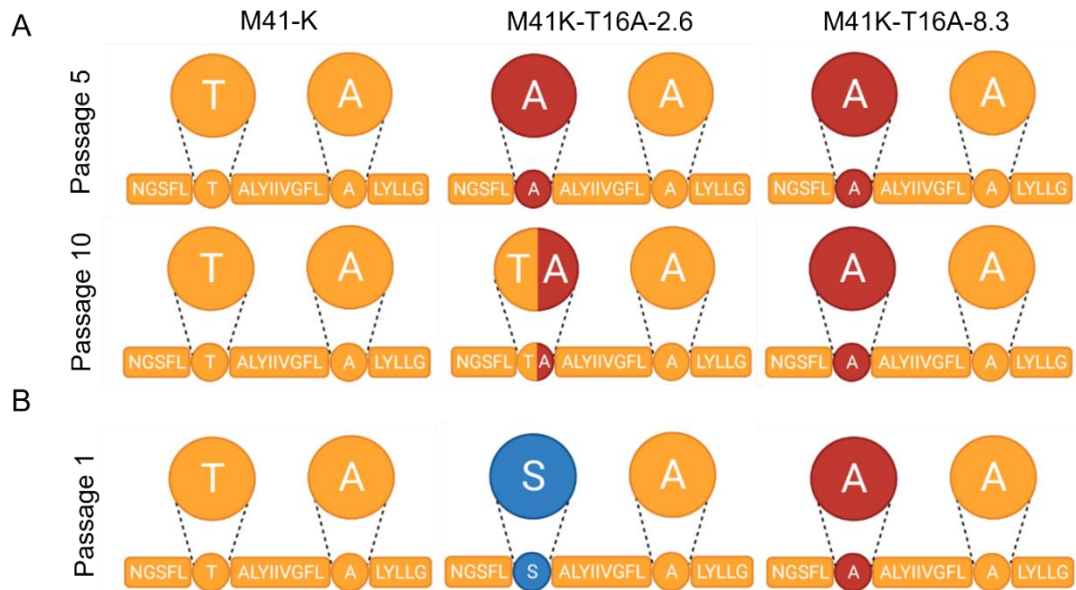 A
M41-K M41K-T16A-2.6 M41K-T16A-8.3
Passage 5
T A A A A A
NGSFL T ALYIIVGFL A LYLLG NGSFL A ALYIIVGFL A LYLLG NGSFL A ALYIIVGFL A LYLLG
Passage 10
T A T A A A A
NGSFL T ALYIIVGFL A LYLLG NGSFL T A ALYIIVGFL A LYLLG NGSFL A ALYIIVGFL A LYLLG
B
Passage 1
T A S A A A
NGSFL T ALYIIVGFL A LYLLG NGSFL S ALYIIVGFL A LYLLG NGSFL A ALYIIVGFL A LYLLG